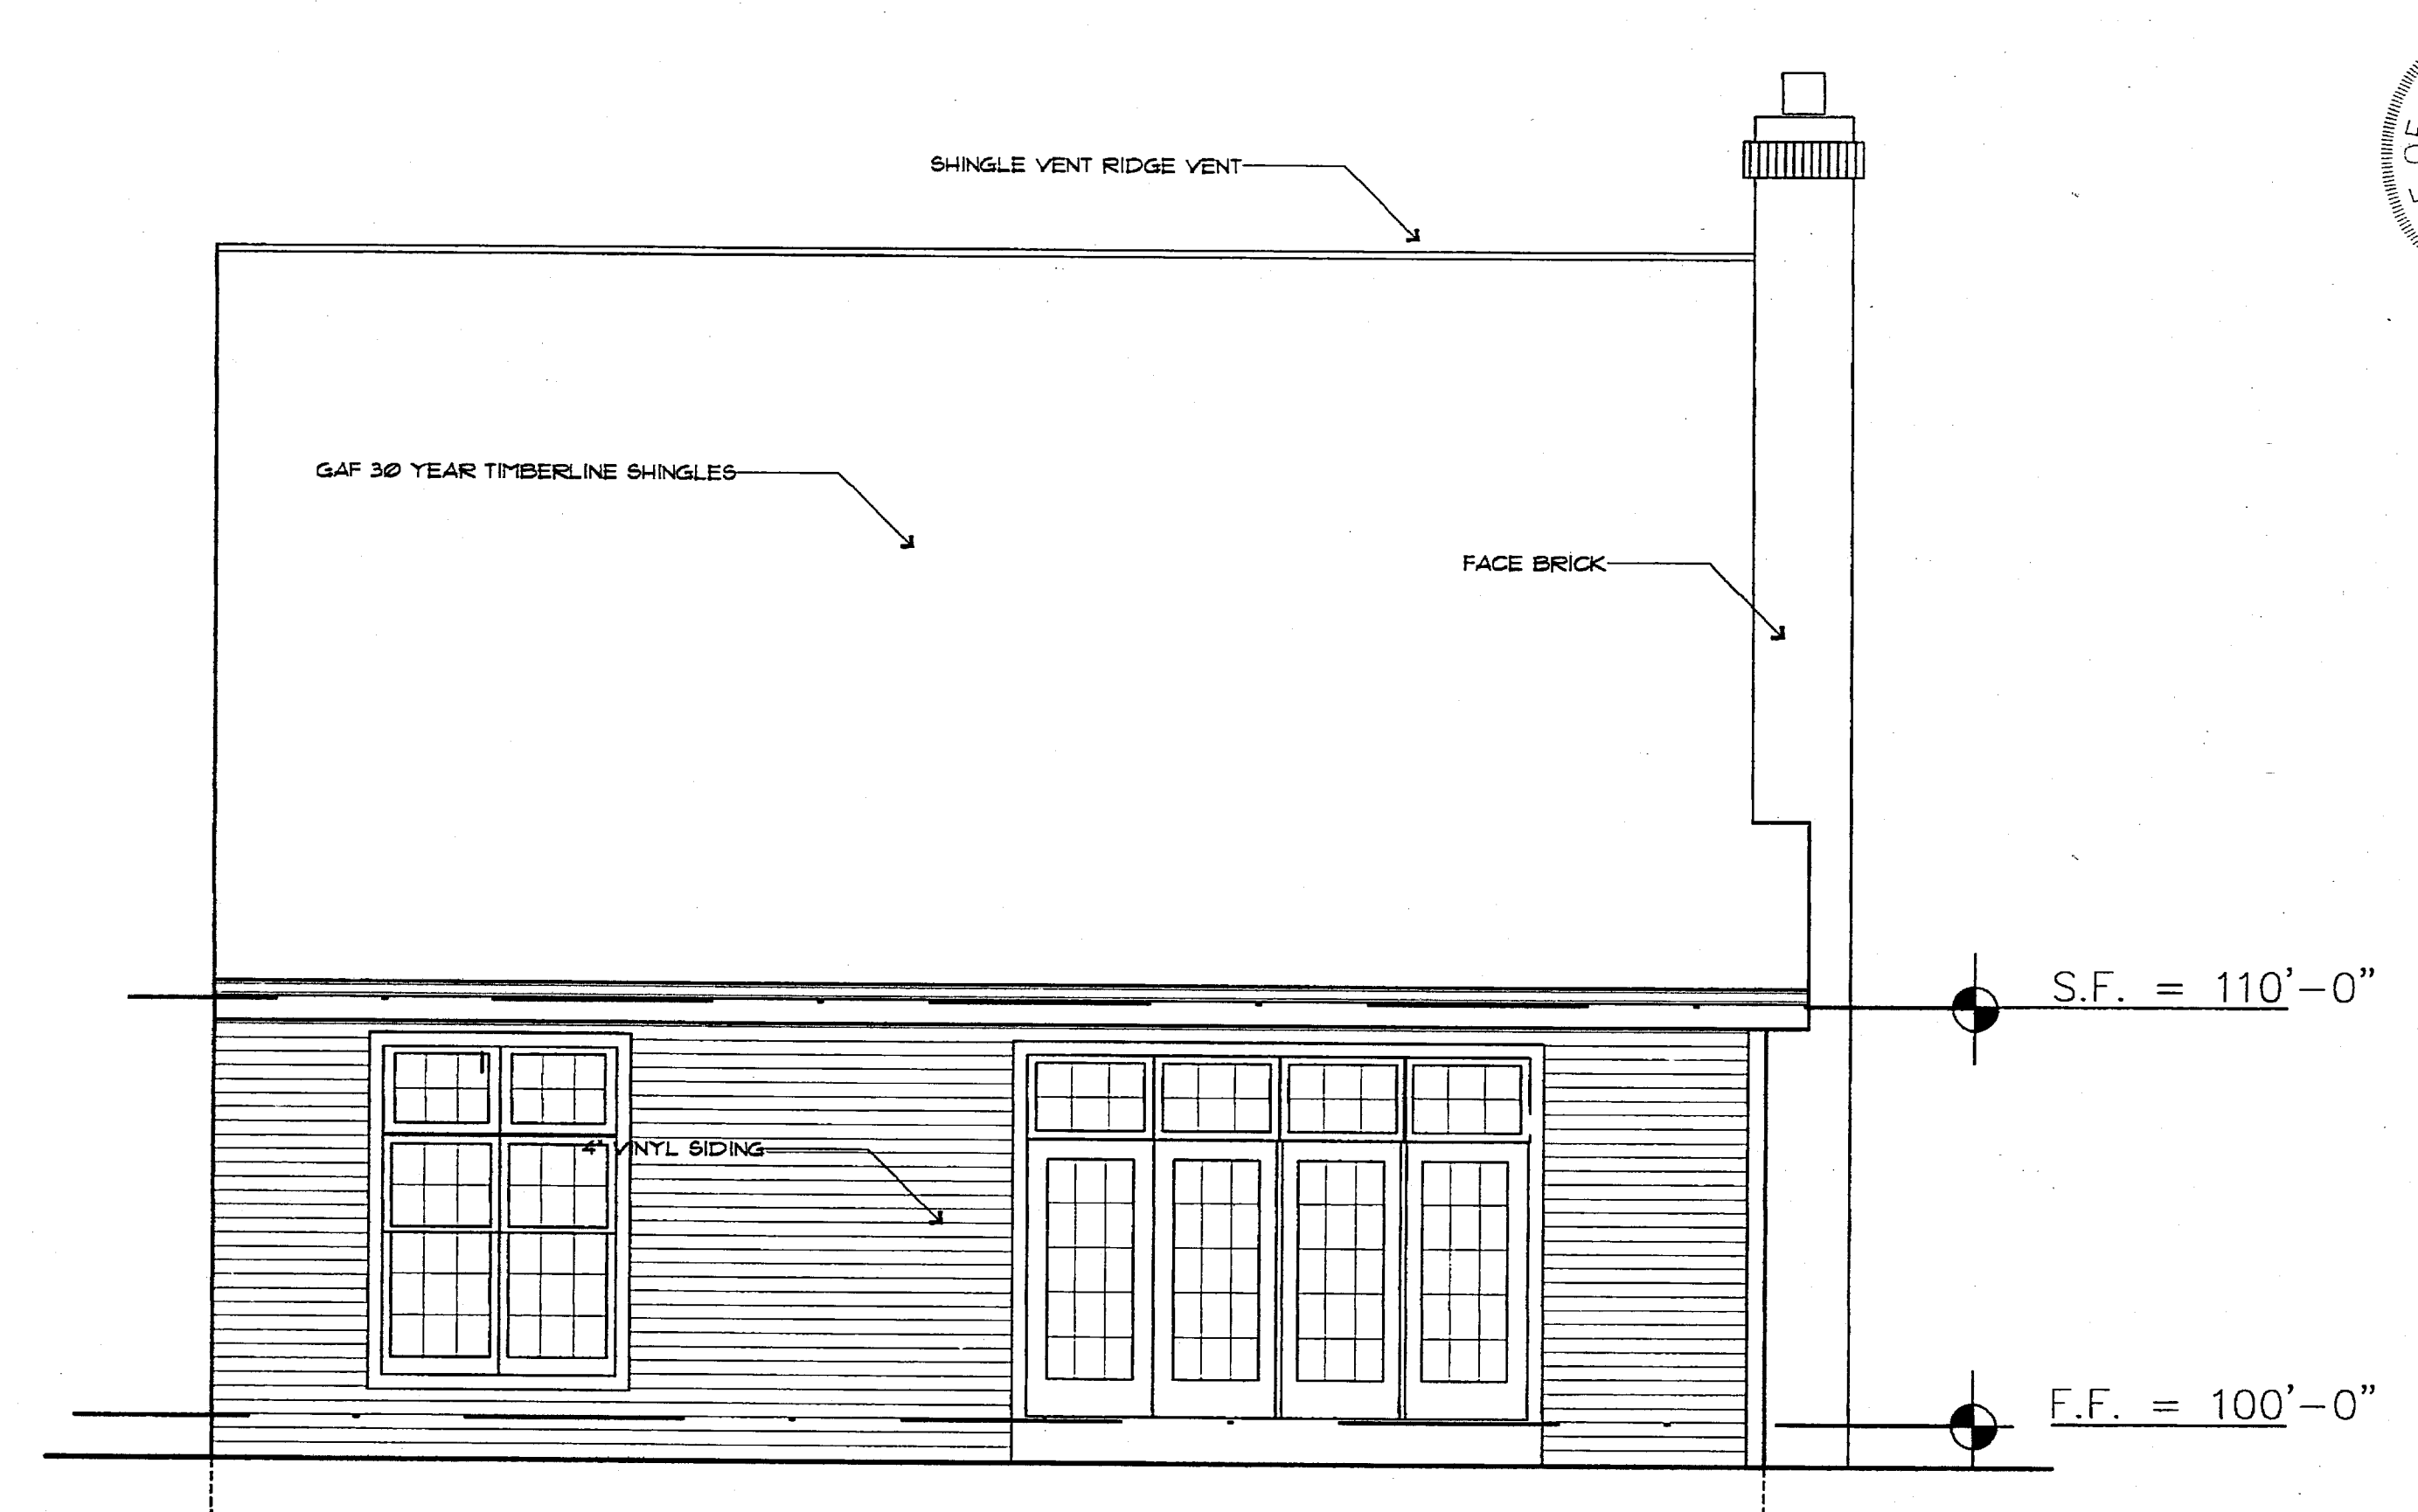 SHINGLE VENT RIDGE VENT
GAF 30 YEAR TIMBERLINE SHINGLES
FACE BRICK
S.F. = 110'-0"
4" VINYL SIDING
F.F. = 100'-0"